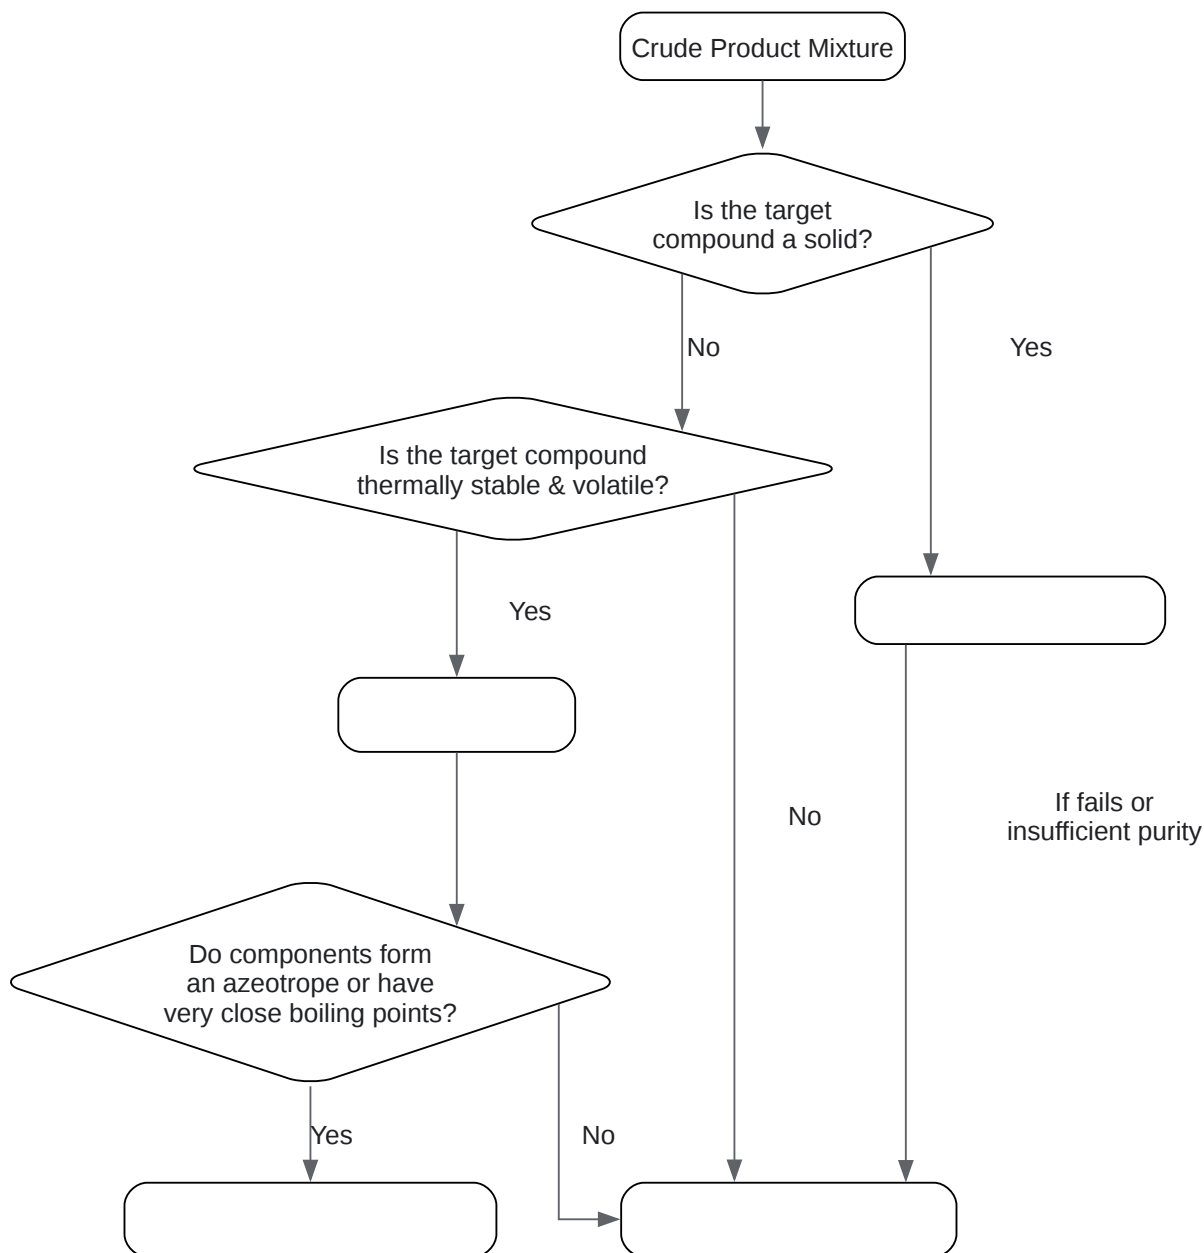 Crude Product Mixture
Is the target
compound a solid?
No
Yes
Is the target compound
thermally stable & volatile?
Yes
No
If fails or
insufficient purity
Do components form
an azeotrope or have
very close boiling points?
Yes
No